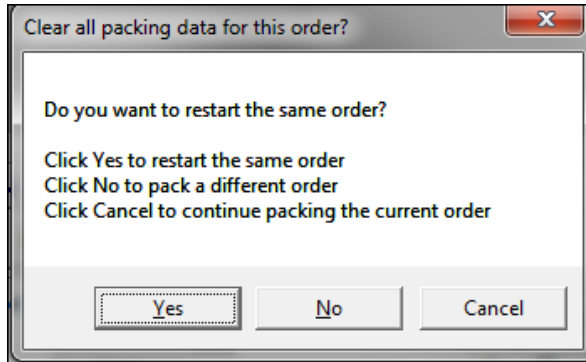 Clear all packing data for this order?
Do you want to restart the same order?
Click Yes to restart the same order
Click No to pack a different order
Click Cancel to continue packing the current order
Yes
No
Cancel